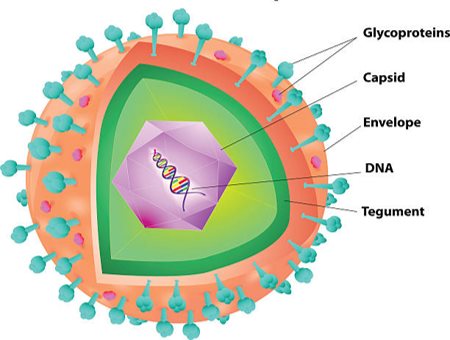 Glycoproteins
Capsid
Envelope
DNA
Tegument